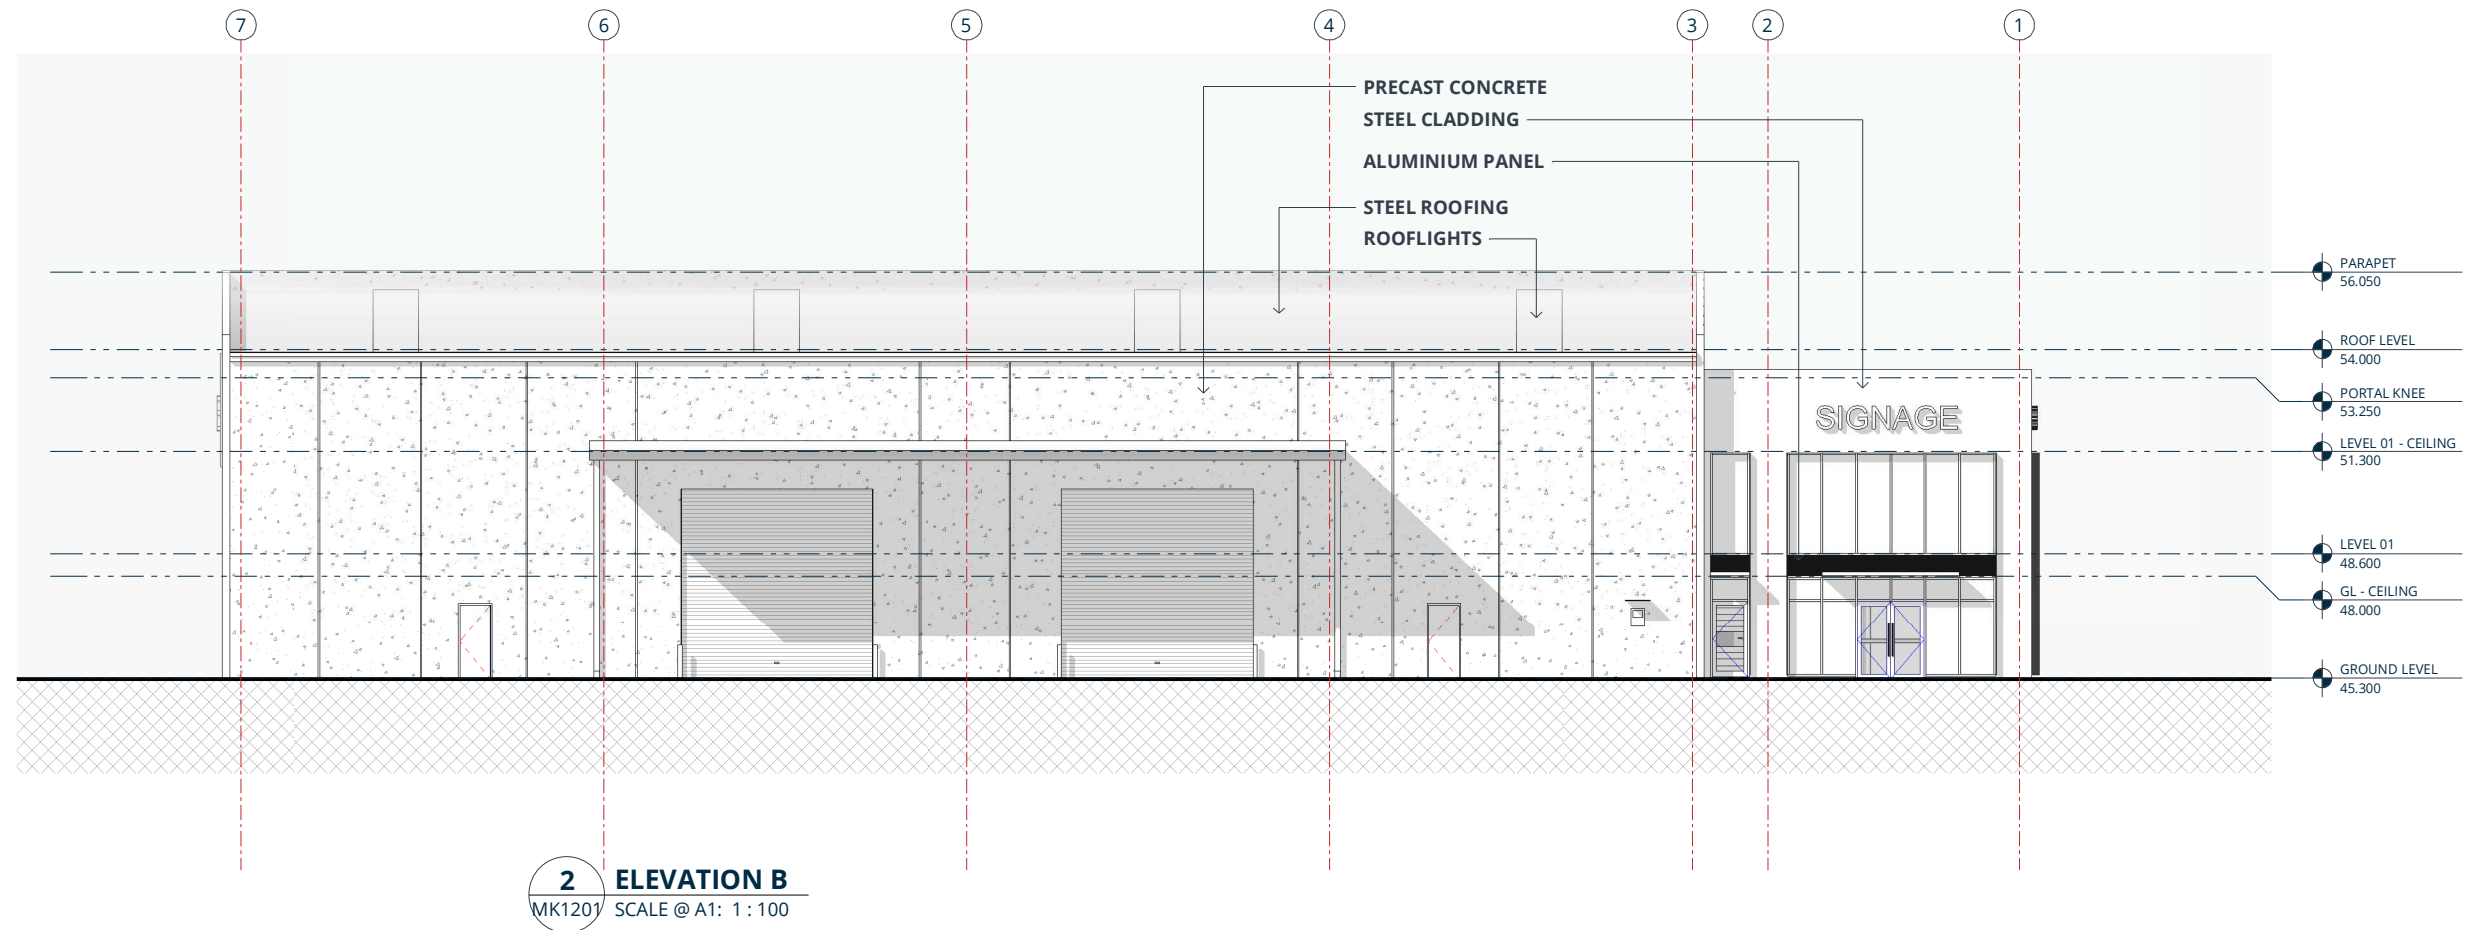 7 6 5 4 3 2 1
PRECAST CONCRETE
STEEL CLADDING
ALUMINIUM PANEL
STEEL ROOFING
ROOFLIGHTS
PARAPET
56.050
ROOF LEVEL
54.000
PORTAL KNEE
53.250
SIGNAGE
LEVEL 01 - CEILING
51.300
LEVEL 01
48.600
GL - CEILING
48.000
GROUND LEVEL
45.300
2 ELEVATION B
MK1201 SCALE @ A1: 1 : 100